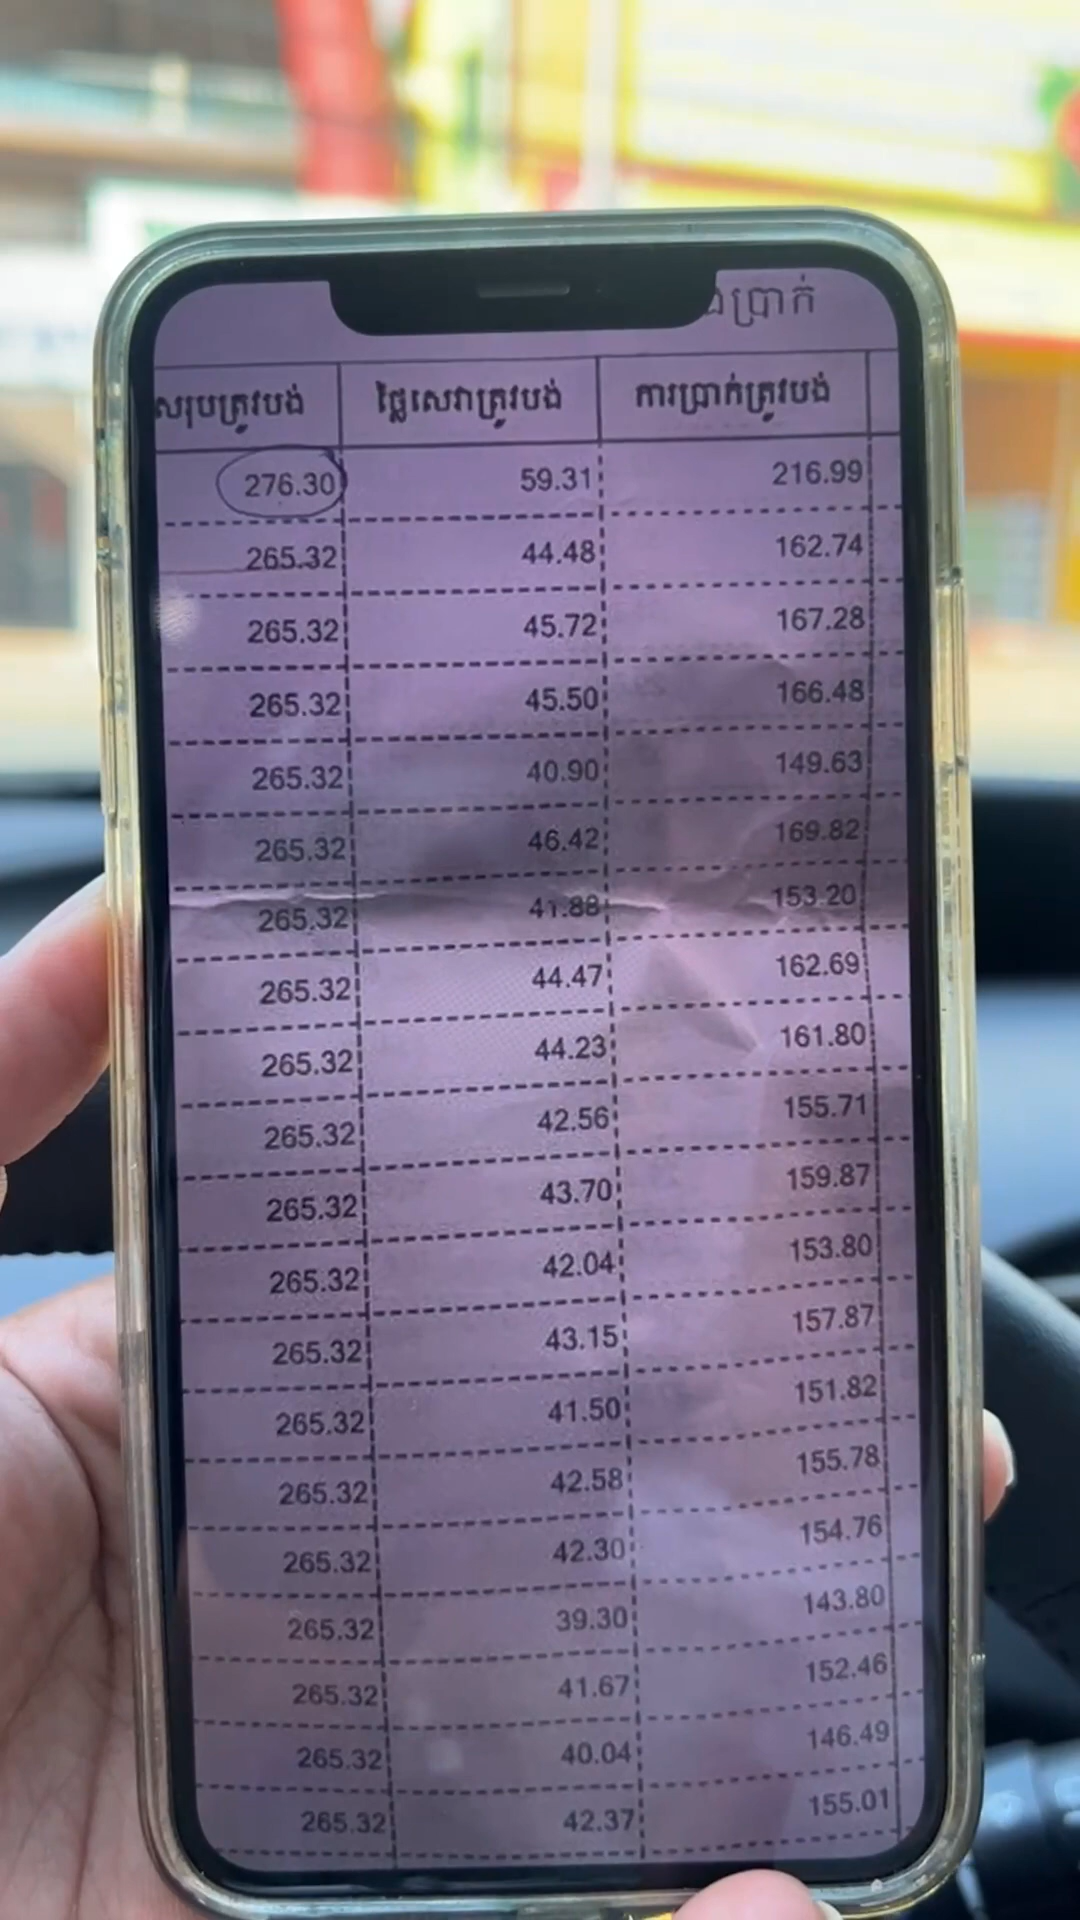 ប្រាក់
សរុបត្រូវបង់ ថ្លៃសេវាត្រូវបង់ ការប្រាក់ត្រូវបង់
276.30 59.31 216.99
265.32 44.48 162.74
265.32 45.72 167.28
265.32 45.50 166.48
265.32 40.90 149.63
265.32 46.42 169.82
265.32 41.88 153.20
265.32 44.47 162.69
265.32 44.23 161.80
265.32 42.56 155.71
265.32 43.70 159.87
265.32 42.04 153.80
265.32 43.15 157.87
265.32 41.50 151.82
265.32 42.58 155.78
265.32 42.30 154.76
265.32 39.30 143.80
265.32 41.67 152.46
265.32 40.04 146.49
265.32 42.37 155.01